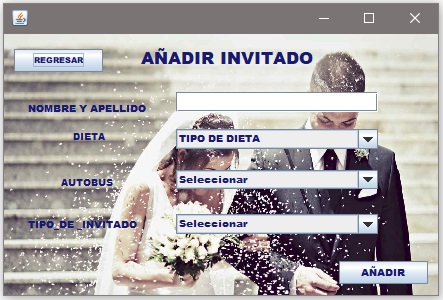 REGRESAR
AÑADIR INVITADO
NOMBRE Y APELLIDO
DIETA
TIPO DE DIETA
AUTOBUS
Seleccionar
TIPO_DE_INVITADO
Seleccionar
AÑADIR